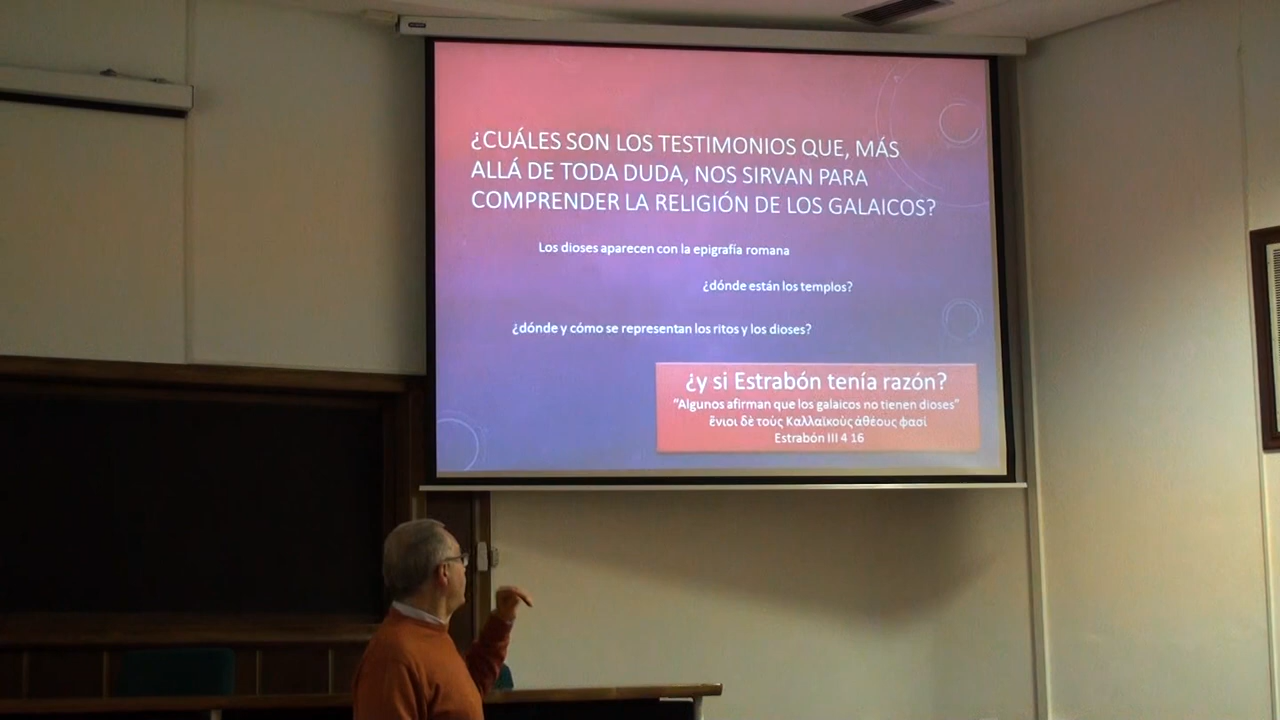 ¿CUÁLES SON LOS TESTIMONIOS QUE, MÁS
ALLÁ DE TODA DUDA, NOS SIRVAN PARA
COMPRENDER LA RELIGIÓN DE LOS GALAICOS?
Los dioses aparecen con la epigrafía romana
¿dónde están los templos?
¿dónde y cómo se representan los ritos y los dioses?
¿y si Estrabón tenía razón?
“Algunos afirman que los galaicos no tienen dioses”
ἔνιοι δὲ τοὺς Καλλαϊκοὺς ἀθέους φασί
Estrabón III 4 16